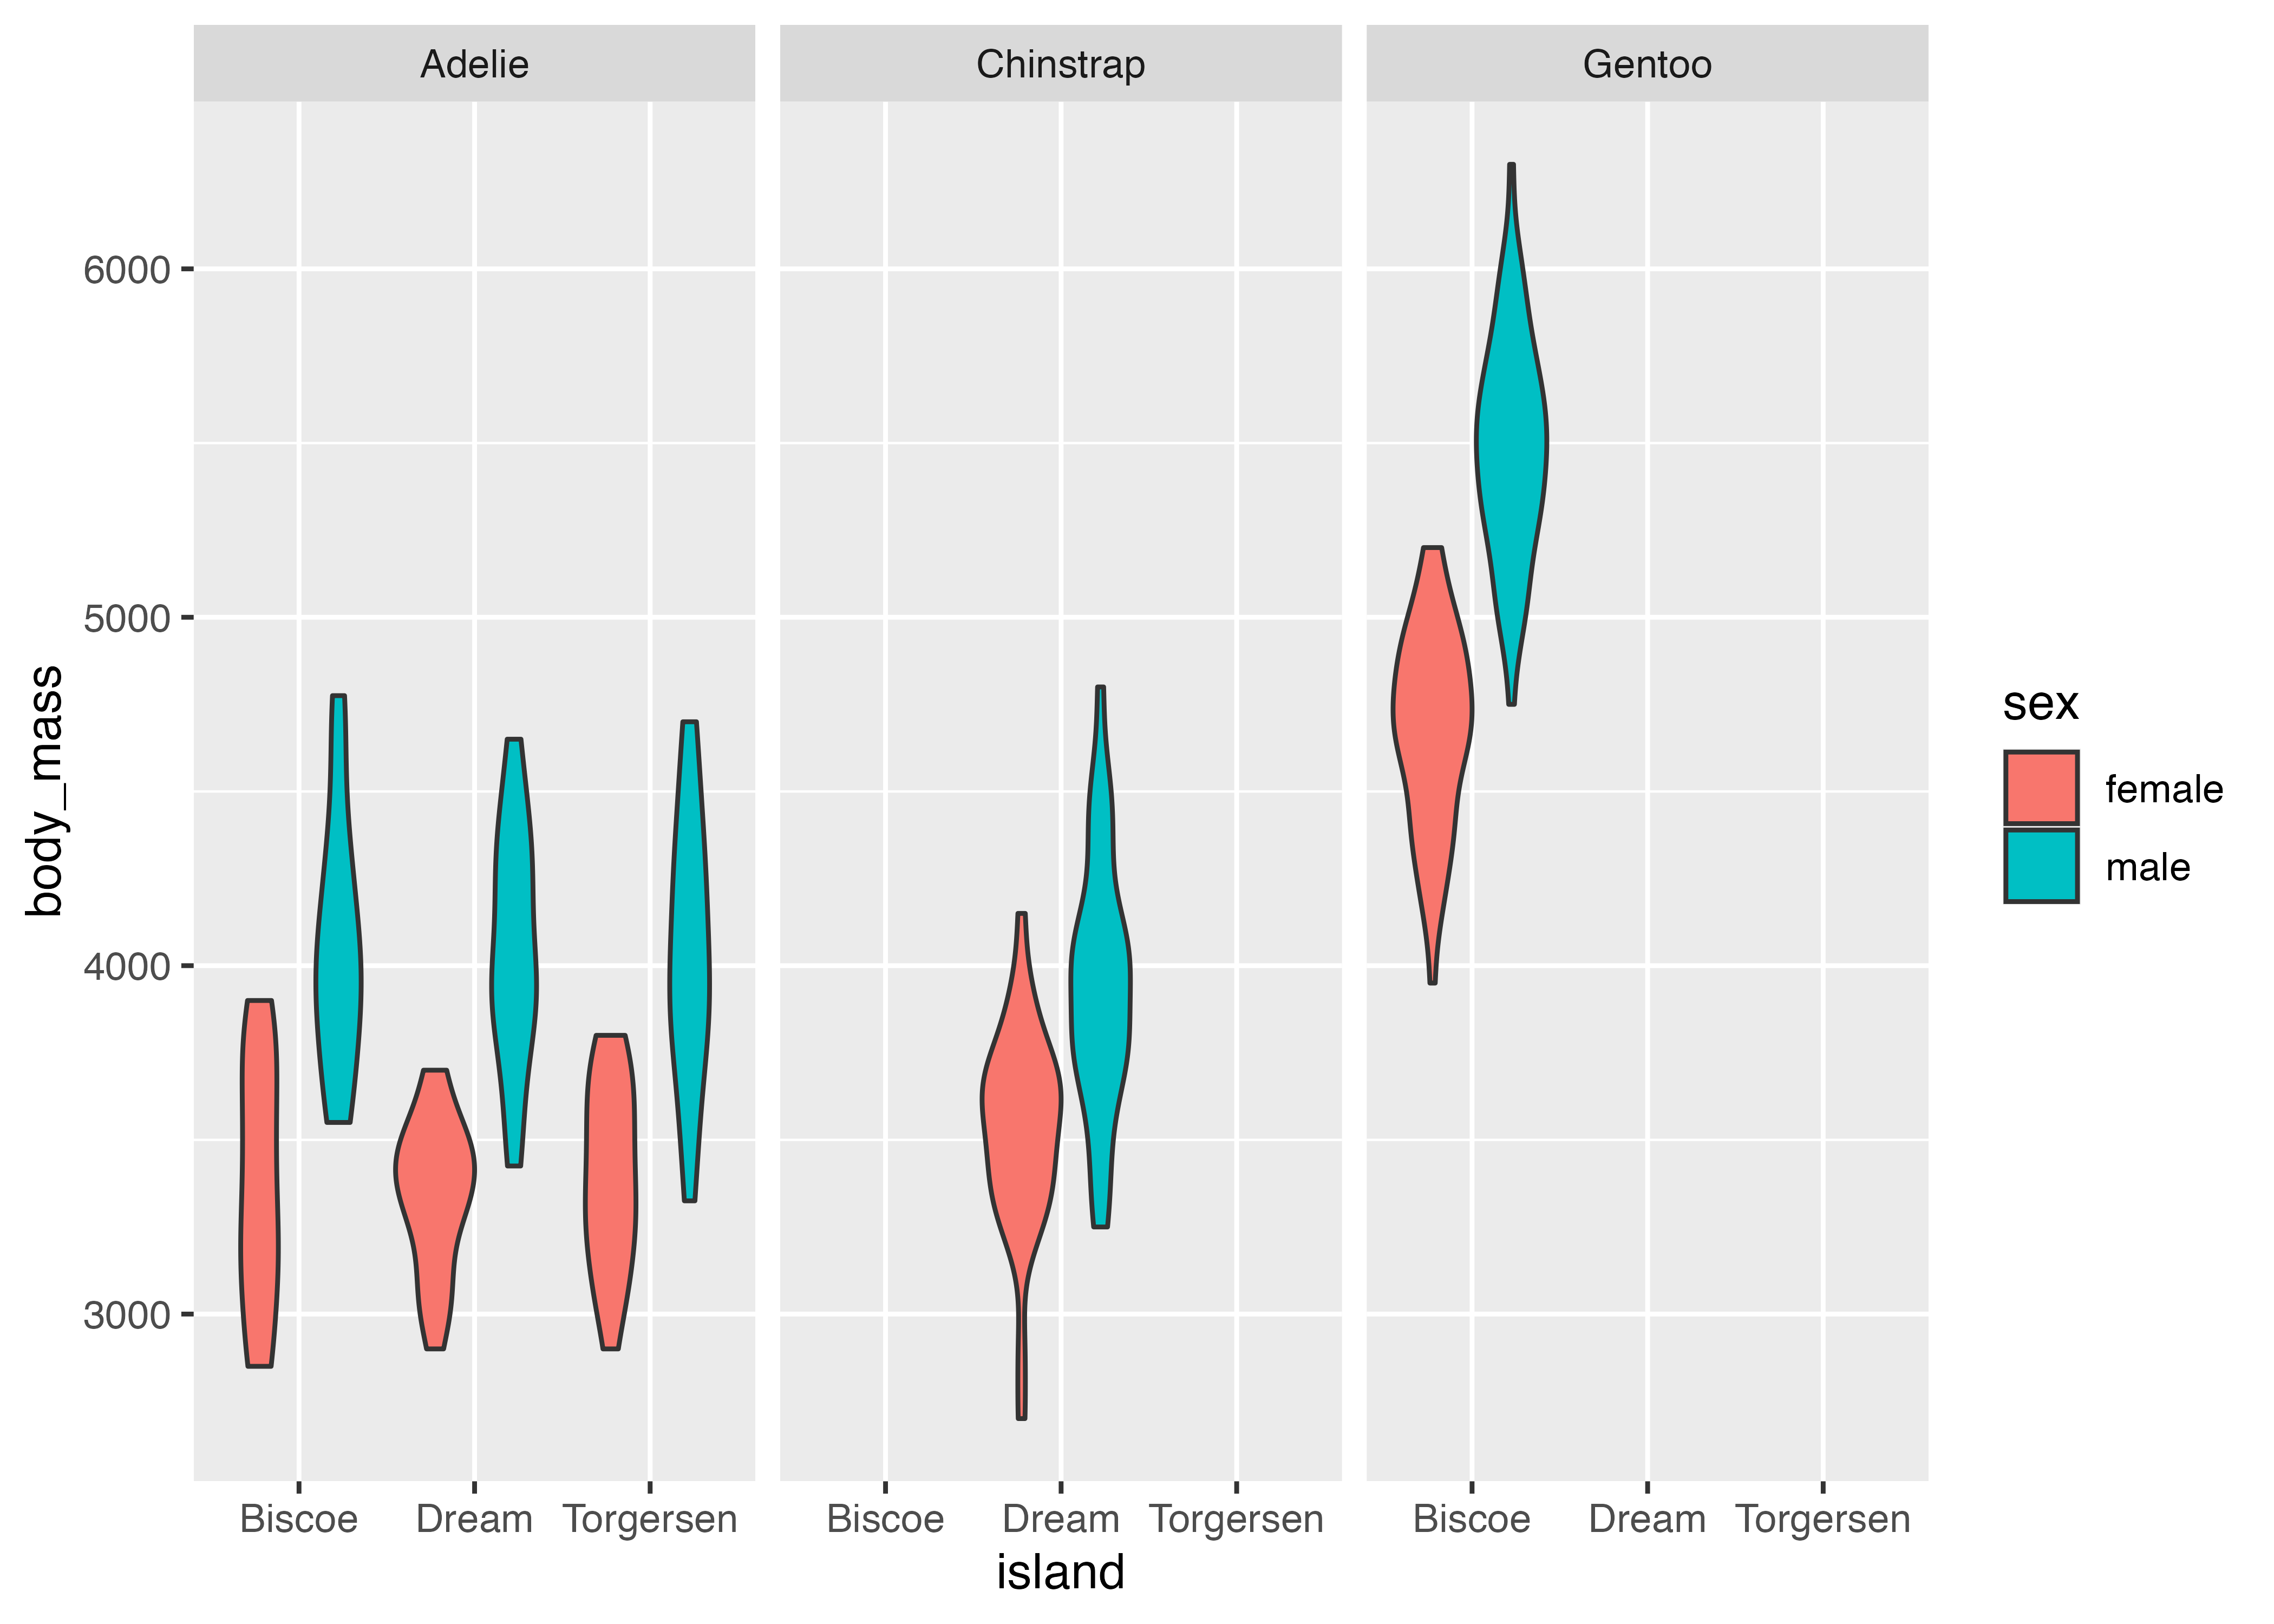 Adelie Chinstrap Gentoo
6000
5000
4000
3000
body_mass
Biscoe Dream Torgersen Biscoe Dream Torgersen Biscoe Dream Torgersen
island
sex
female
male